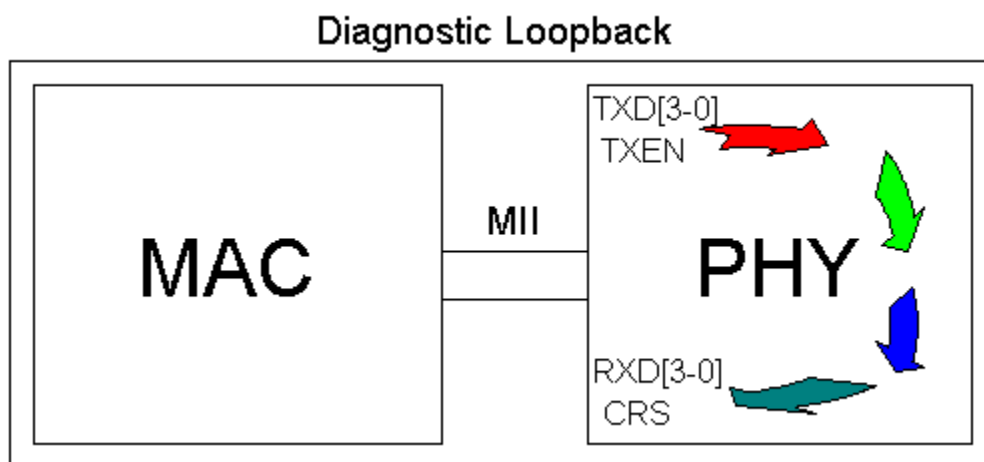 Diagnostic Loopback
MAC
MII
TXD[3-0]
TXEN
PHY
RXD[3-0]
CRS